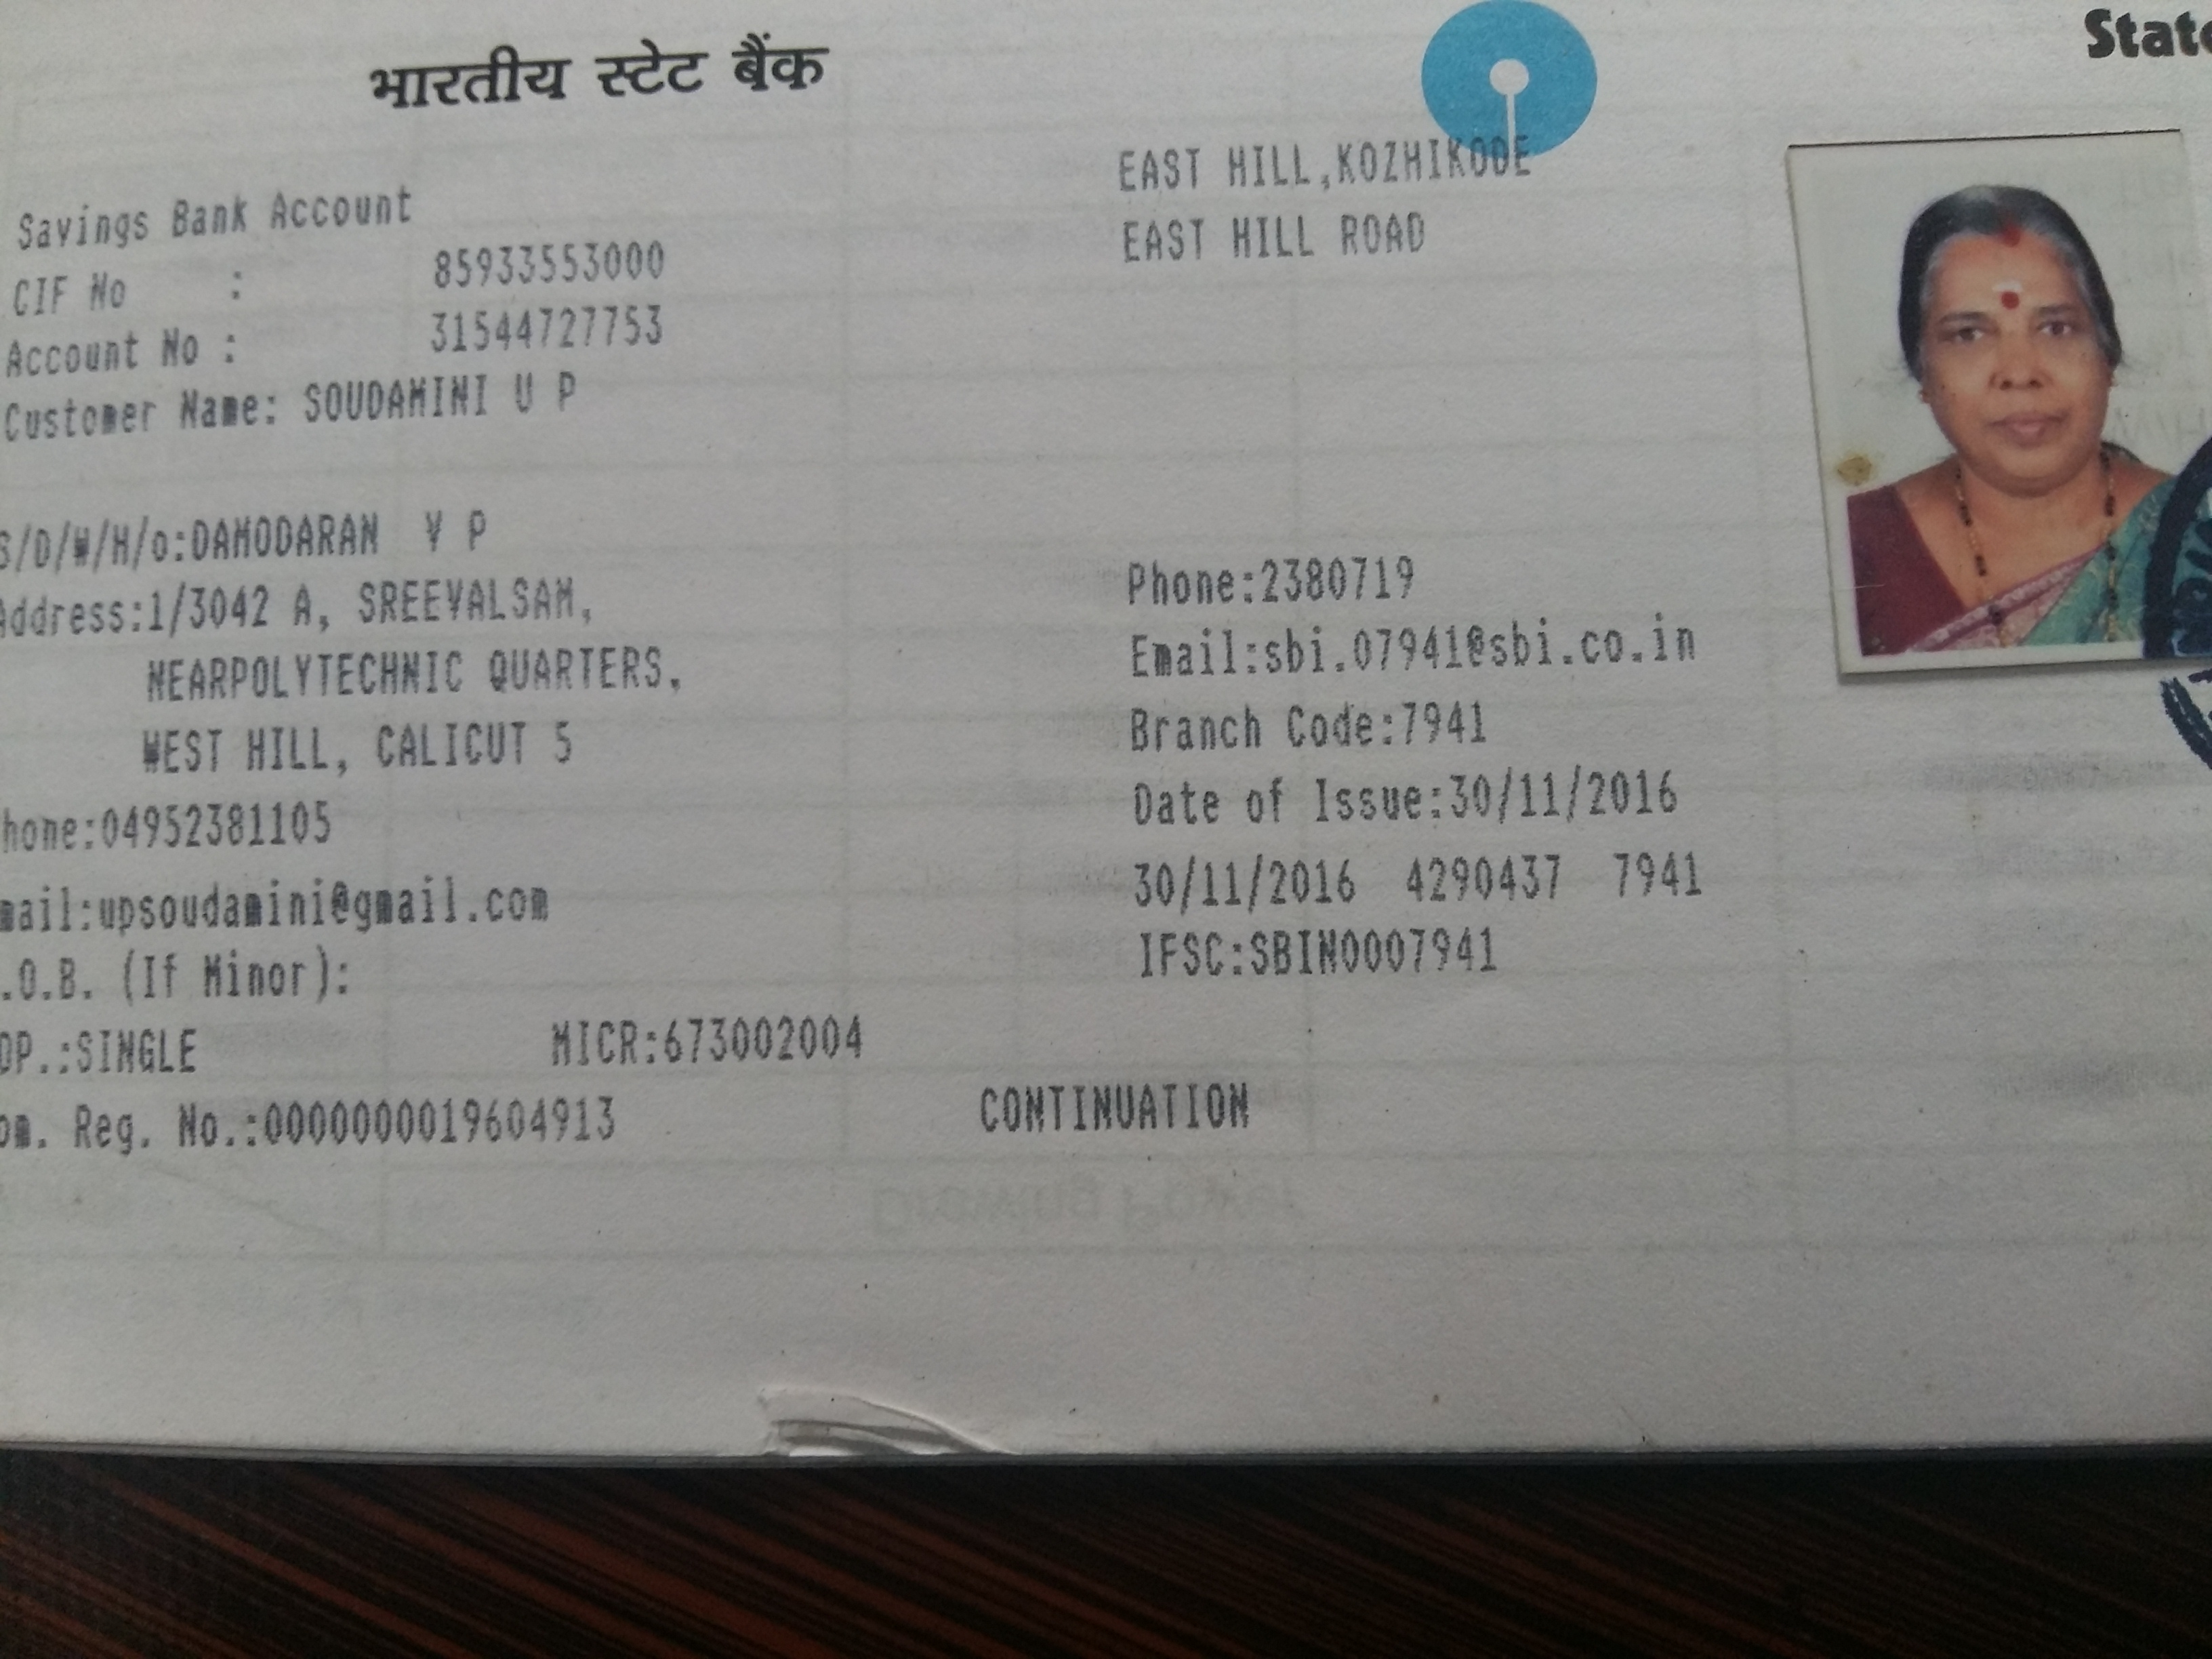 भारतीय स्टेट बैंक
State
Savings Bank Account
CIF No : 85933553000
Account No : 31544727753
Customer Name: SOUDAMINI U P
S/D/W/H/o:DAMODARAN V P
Address:1/3042 A, SREEVALSAM,
NEARPOLYTECHNIC QUARTERS,
WEST HILL, CALICUT 5
hone:04952381105
mail:upsoudamini@gmail.com
.O.B. (If Minor):
OP.:SINGLE MICR:673002004
om. Reg. No.:0000000019604913
EAST HILL,KOZHIKODE
EAST HILL ROAD
Phone:2380719
Email:sbi.07941@sbi.co.in
Branch Code:7941
Date of Issue:30/11/2016
30/11/2016 4290437 7941
IFSC:SBIN0007941
CONTINUATION
Drawing Power